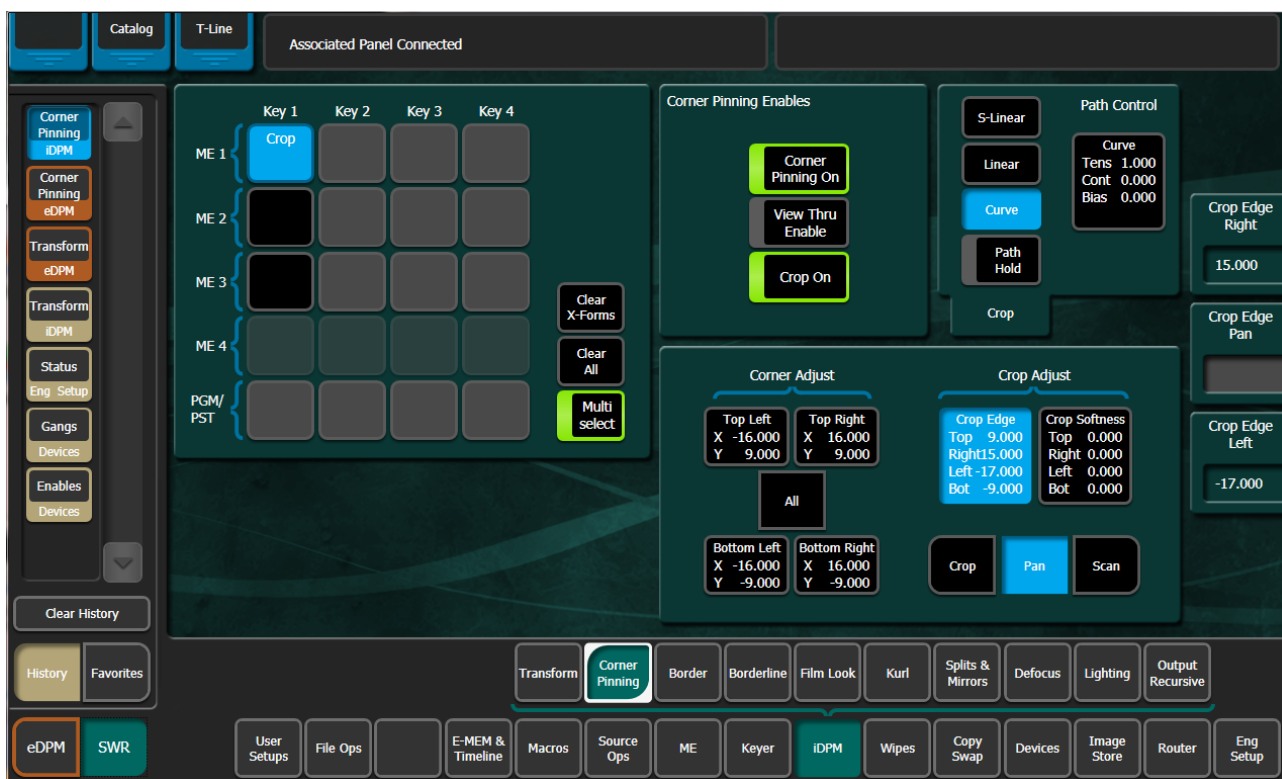 Catalog
T-Line
Associated Panel Connected
Corner
Pinning
iDPM
Corner
Pinning
eDPM
Transform
eDPM
Transform
iDPM
Status
Eng Setup
Gangs
Devices
Enables
Devices
Clear History
History
Favorites
Key 1 Key 2 Key 3 Key 4
ME 1
Crop
ME 2
ME 3
ME 4
PGM/
PST
Clear
X-Forms
Clear
All
Multi
select
Corner Pinning Enables
Corner
Pinning On
View Thru
Enable
Crop On
S-Linear
Linear
Curve
Path
Hold
Path Control
Curve
Tens 1.000
Cont 0.000
Bias 0.000
Crop
Crop Edge
Right
15.000
Crop Edge
Pan
Crop Edge
Left
-17.000
Corner Adjust
Top Left
X -16.000
Y 9.000
Top Right
X 16.000
Y 9.000
All
Bottom Left
X -16.000
Y -9.000
Bottom Right
X 16.000
Y -9.000
Crop Adjust
Crop Edge
Top 9.000
Right15.000
Left -17.000
Bot -9.000
Crop Softness
Top 0.000
Right 0.000
Left 0.000
Bot 0.000
Crop
Pan
Scan
Transform
Corner
Pinning
Border
Borderline
Film Look
Kurl
Splits &
Mirrors
Defocus
Lighting
Output
Recursive
eDPM
SWR
User
Setups
File Ops
E-MEM &
Timeline
Macros
Source
Ops
ME
Keyer
iDPM
Wipes
Copy
Swap
Devices
Image
Store
Router
Eng
Setup